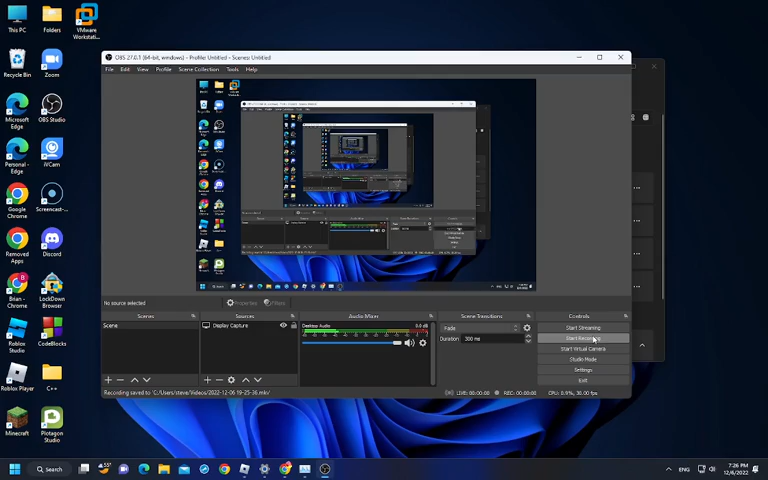 This PC
Folders
VMware
Workstati...
Recycle Bin
Zoom
Microsoft
Edge
OBS Studio
Personal -
Edge
iVCam
Google
Chrome
Screencast-...
Removed
Apps
Discord
Brian -
Chrome
LockDown
Browser
Roblox
Studio
CodeBlocks
Roblox Player
C++
Minecraft
Piotagon
Studio
OBS 27.0.1 (64-bit, windows) - Profile: Untitled - Scenes: Untitled
File Edit View Profile Scene Collection Tools Help
No source selected
Properties
Filters
Scenes
Sources
Audio Mixer
Scene Transitions
Controls
Scene
Display Capture
Desktop Audio
0.0 dB
Fade
Duration 300 ms
Start Streaming
Start Recording
Start Virtual Camera
Studio Mode
Settings
Exit
Recording saved to 'C:/Users/steve/Videos/2022-12-06 19-25-36.mkv'
LIVE: 00:00:00
REC: 00:00:00
CPU: 0.9%, 30.00 fps
Search
55°
ENG
7:26 PM
12/6/2022